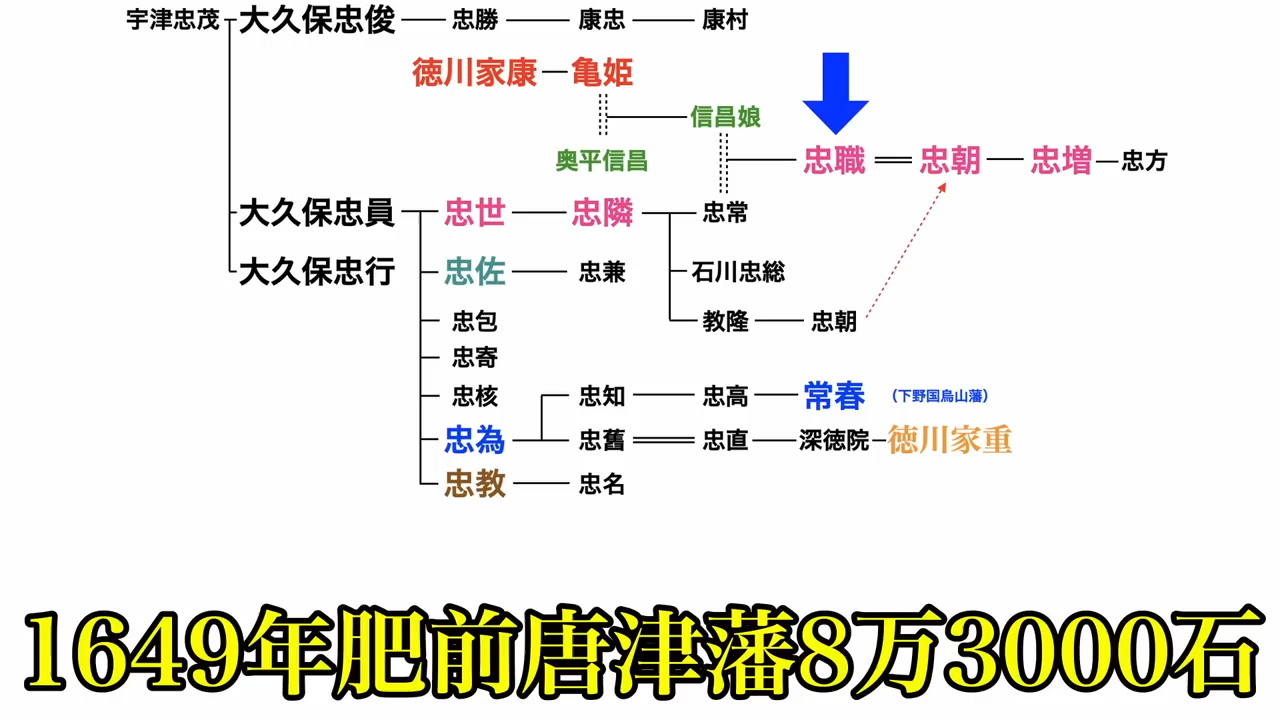 宇津忠茂 大久保忠俊 忠勝 康忠 康村
徳川家康 亀姫
信昌娘
奥平信昌 忠職 忠朝 忠増 忠方
大久保忠員 忠世 忠隣 忠常
大久保忠行 忠佐 忠兼 石川忠総
忠包 教隆 忠朝
忠寄
忠核 忠知 忠高 常春 （下野国烏山藩）
忠為 忠舊 忠直 深徳院 徳川家重
忠教 忠名
1649年肥前唐津藩8万3000石